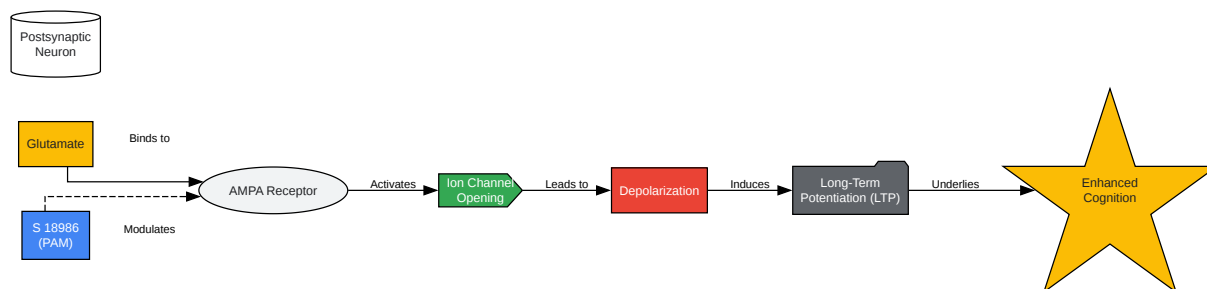 Postsynaptic
Neuron
Glutamate
Binds to
S 18986
(PAM)
Modulates
AMPA Receptor
Activates
Ion Channel
Opening
Leads to
Depolarization
Induces
Long-Term
Potentiation (LTP)
Underlies
Enhanced
Cognition